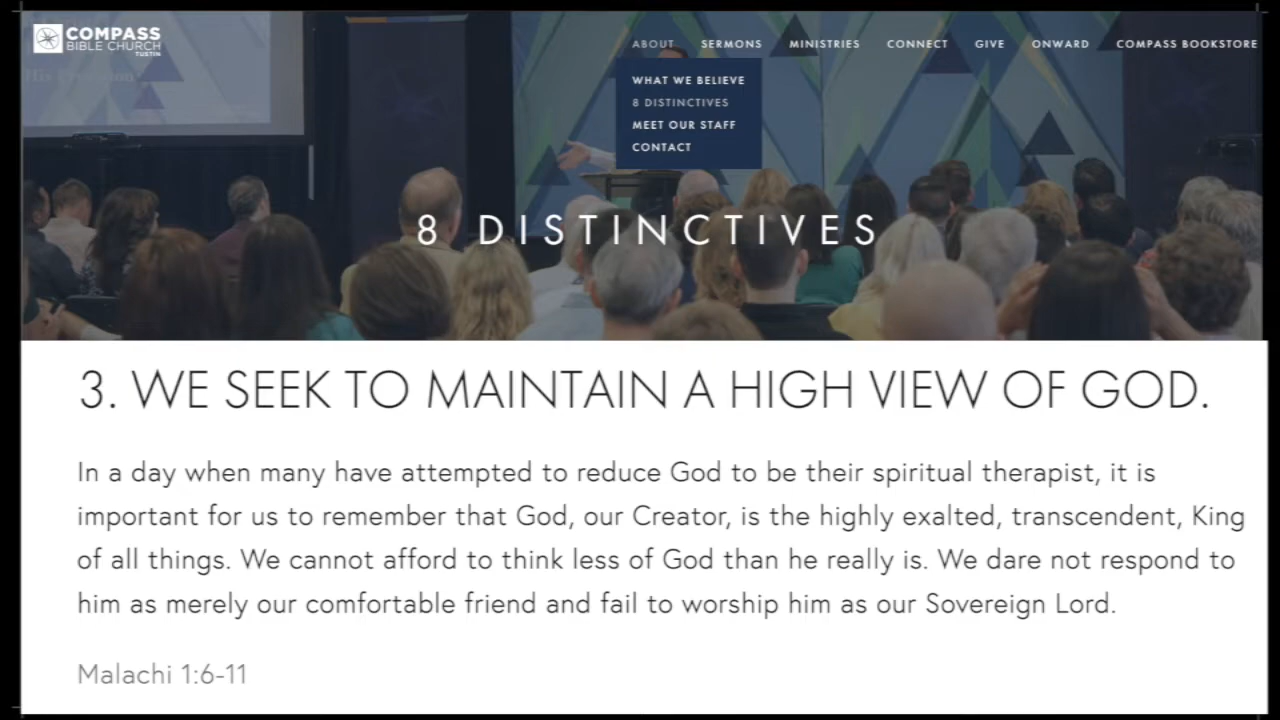 COMPASS
BIBLE CHURCH
TUSTIN
ABOUT SERMONS MINISTRIES CONNECT GIVE ONWARD COMPASS BOOKSTORE
WHAT WE BELIEVE
8 DISTINCTIVES
MEET OUR STAFF
CONTACT
8 DISTINCTIVES
3. WE SEEK TO MAINTAIN A HIGH VIEW OF GOD.
In a day when many have attempted to reduce God to be their spiritual therapist, it is
important for us to remember that God, our Creator, is the highly exalted, transcendent, King
of all things. We cannot afford to think less of God than he really is. We dare not respond to
him as merely our comfortable friend and fail to worship him as our Sovereign Lord.
Malachi 1:6-11